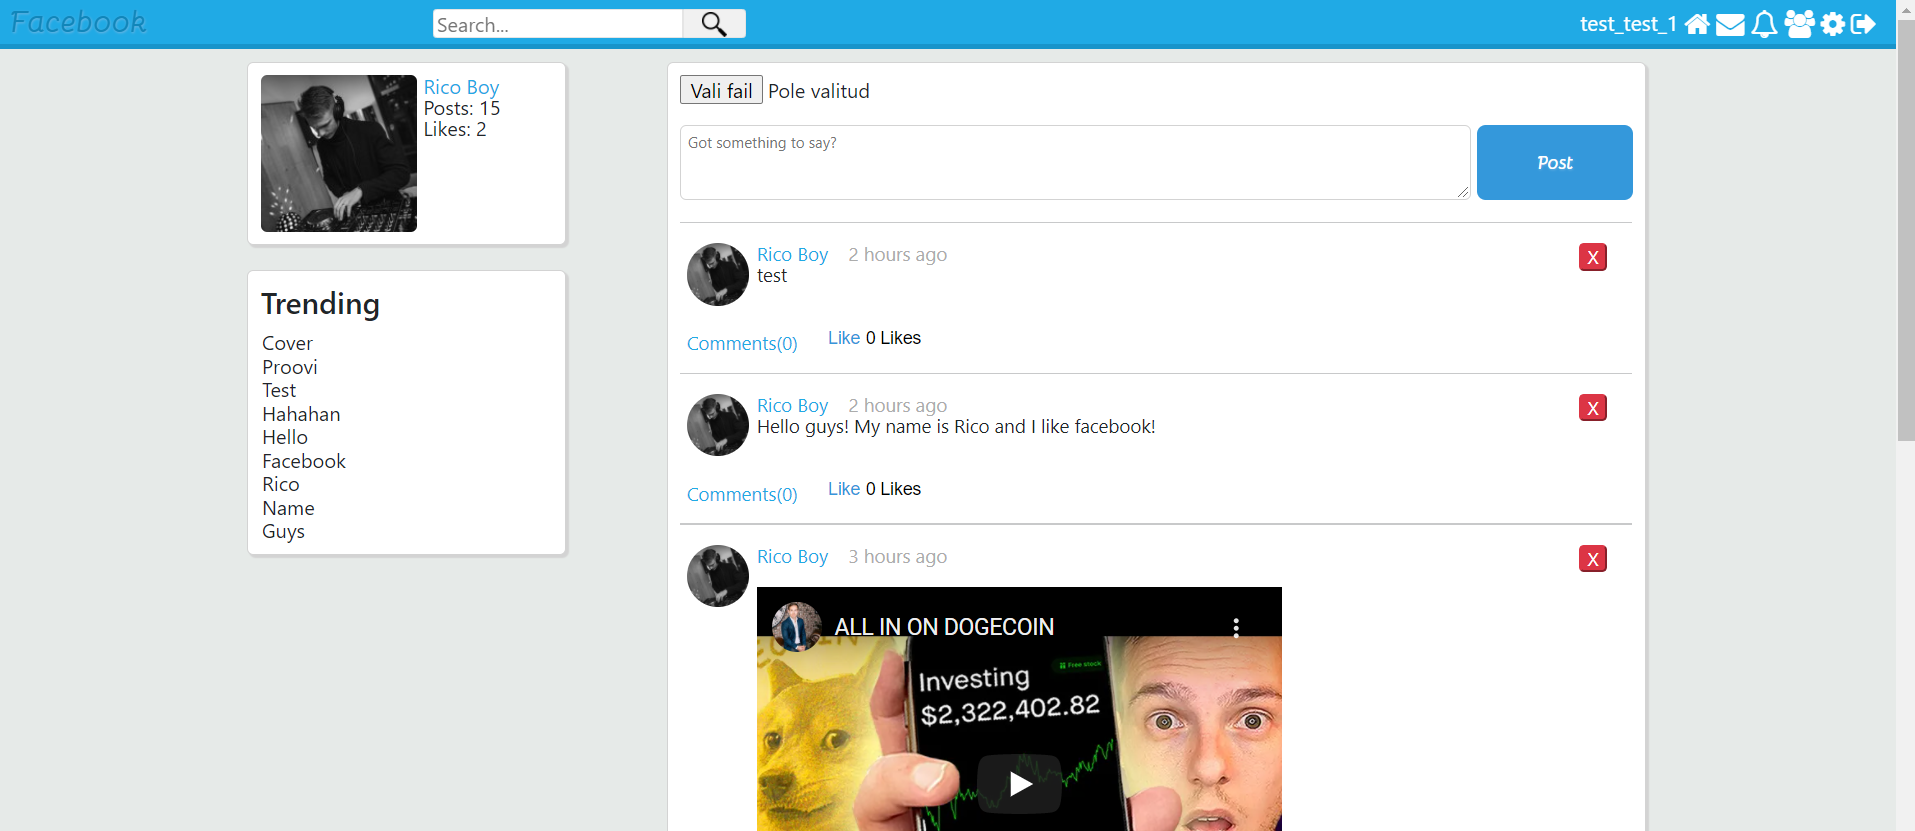 Facebook
Search...
test_test_1
Rico Boy
Posts: 15
Likes: 2
Trending
Cover
Proovi
Test
Hahahan
Hello
Facebook
Rico
Name
Guys
Vali fail Pole valitud
Got something to say?
Post
Rico Boy 2 hours ago X
test
Comments(0) Like 0 Likes
Rico Boy 2 hours ago X
Hello guys! My name is Rico and I like facebook!
Comments(0) Like 0 Likes
Rico Boy 3 hours ago X
ALL IN ON DOGECOIN
Free stock
Investing
$2,322,402.82